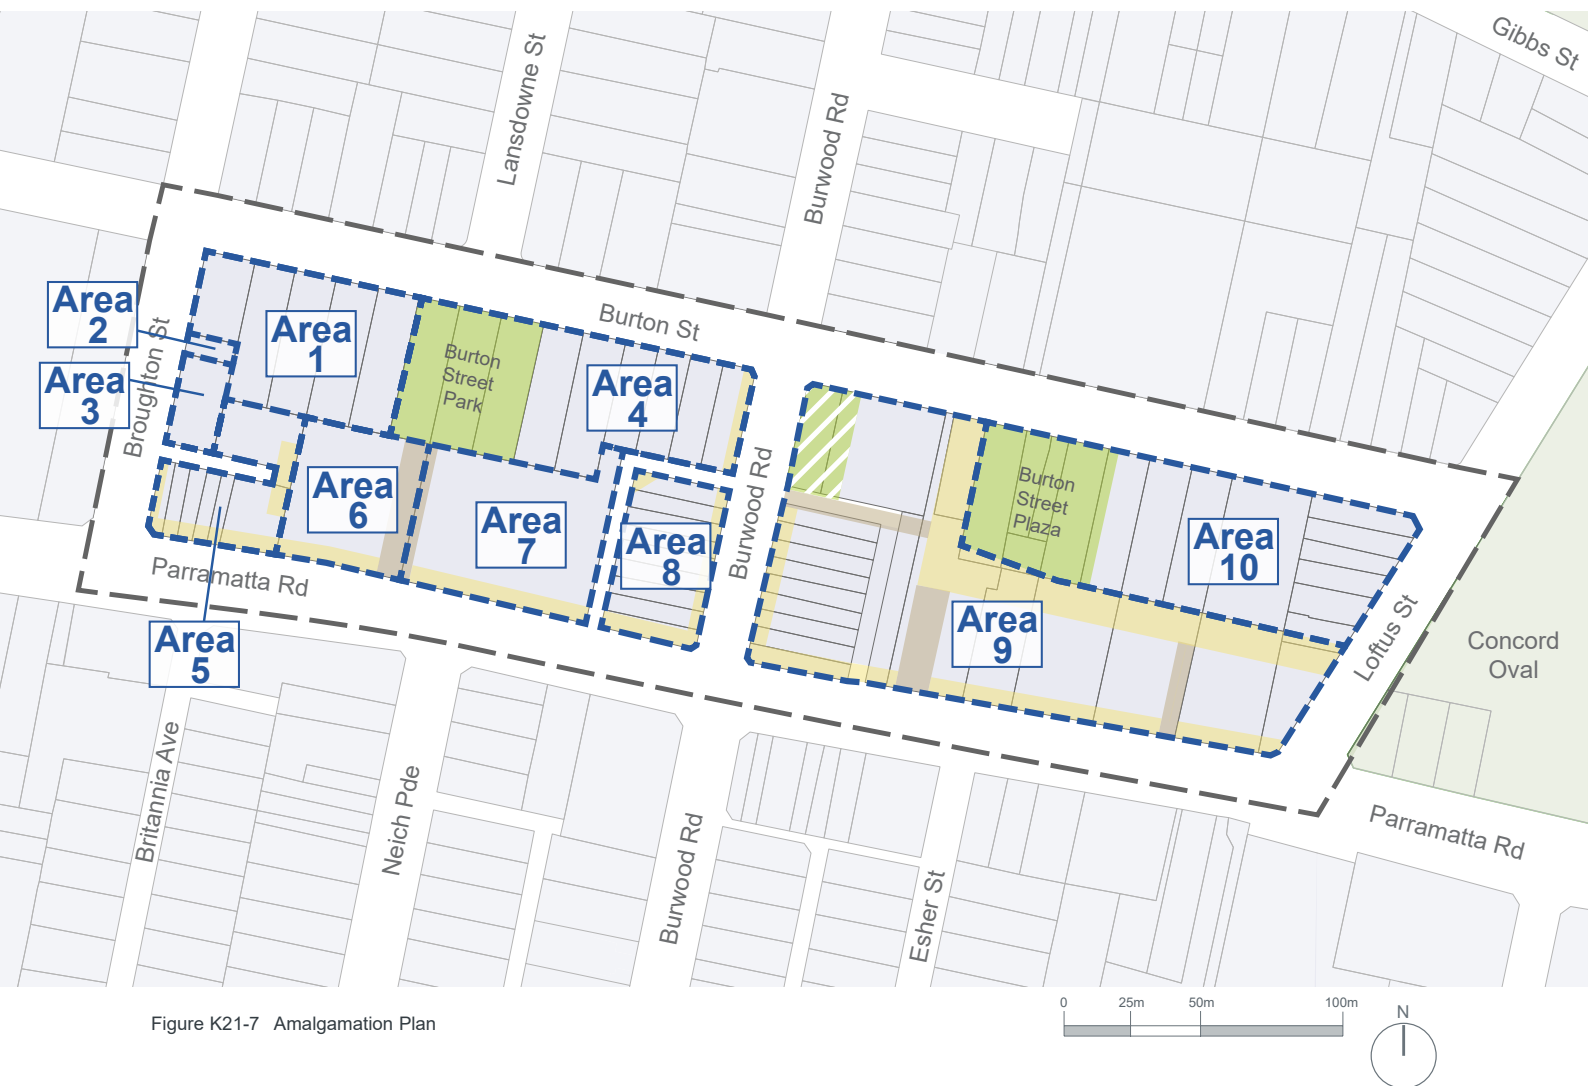 Gibbs St
Lansdowne St
Burwood Rd
Area
2
Area
3
Broughton St
Area
1
Burton
Street
Park
Burton St
Area
4
Area
6
Area
7
Area
8
Burwood Rd
Burton
Street
Plaza
Area
10
Area
9
Loftus St
Concord
Oval
Parramatta Rd
Area
5
Britannia Ave
Neich Pde
Burwood Rd
Esher St
Parramatta Rd
Figure K21-7 Amalgamation Plan
0 25m 50m 100m
N